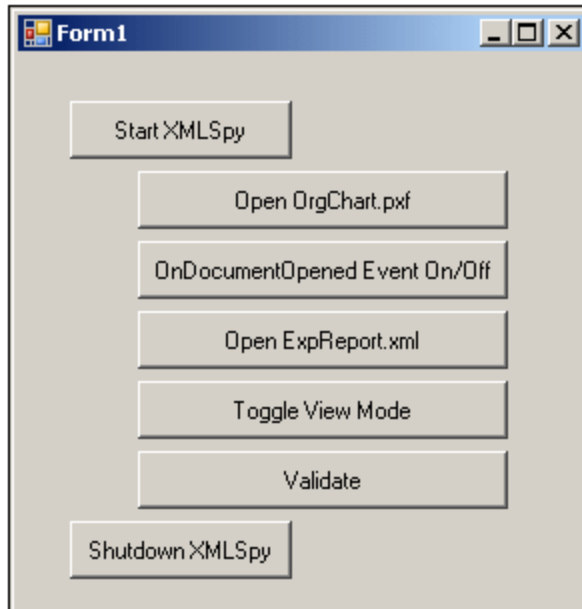 Form1
Start XMLSpy
Open OrgChart.pxf
OnDocumentOpened Event On/Off
Open ExpReport.xml
Toggle View Mode
Validate
Shutdown XMLSpy